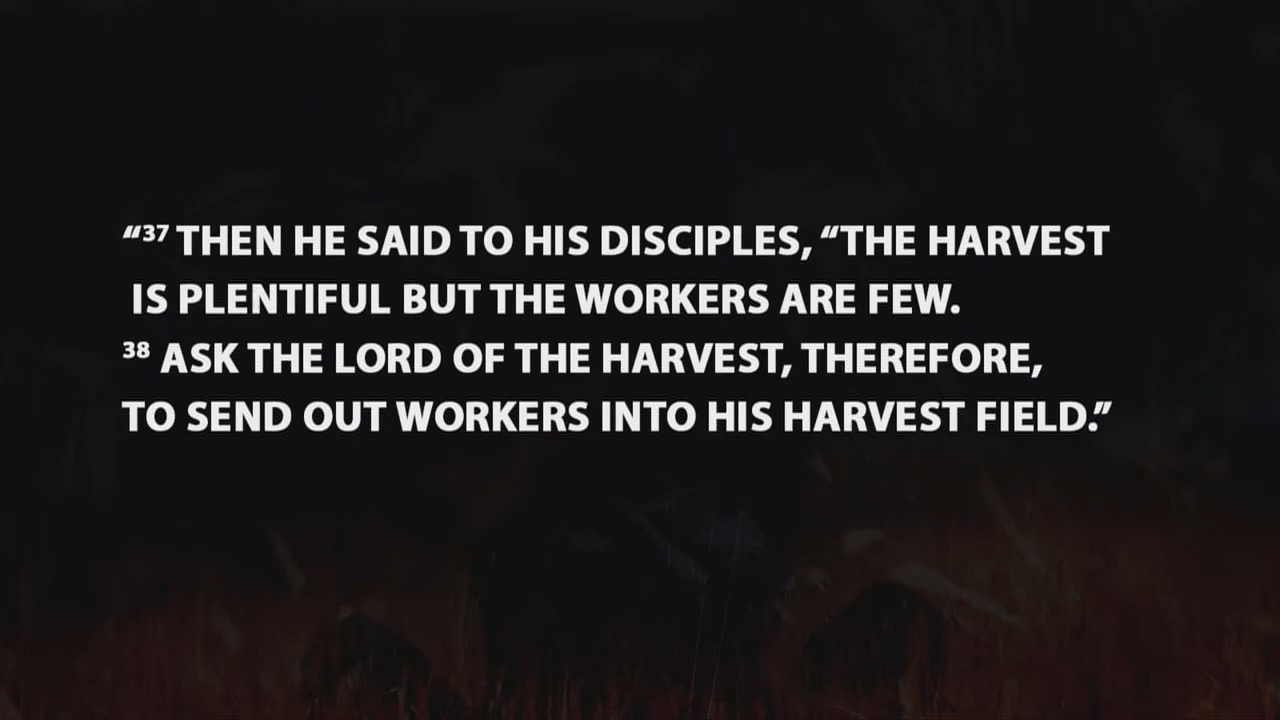 “³⁷ THEN HE SAID TO HIS DISCIPLES, “THE HARVEST
IS PLENTIFUL BUT THE WORKERS ARE FEW.
³⁸ ASK THE LORD OF THE HARVEST, THEREFORE,
TO SEND OUT WORKERS INTO HIS HARVEST FIELD.”